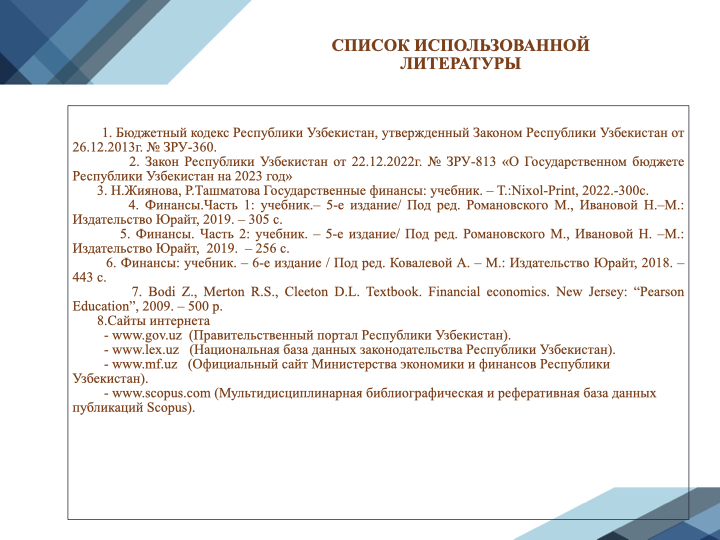 СПИСОК ИСПОЛЬЗОВАННОЙ
ЛИТЕРАТУРЫ
1. Бюджетный кодекс Республики Узбекистан, утвержденный Законом Республики Узбекистан от
26.12.2013г. № ЗРУ-360.
2. Закон Республики Узбекистан от 22.12.2022г. № ЗРУ-813 «О Государственном бюджете
Республики Узбекистан на 2023 год»
3. Н.Жиянова, Р.Ташматова Государственные финансы: учебник. – Т.:Nixol-Print, 2022.-300с.
4. Финансы.Часть 1: учебник.– 5-е издание/ Под ред. Романовского М., Ивановой Н.–М.:
Издательство Юрайт, 2019. – 305 с.
5. Финансы. Часть 2: учебник. – 5-е издание/ Под ред. Романовского М., Ивановой Н. –М.:
Издательство Юрайт, 2019. – 256 с.
6. Финансы: учебник. – 6-е издание / Под ред. Ковалевой А. – М.: Издательство Юрайт, 2018. –
443 с.
7. Bodi Z., Merton R.S., Cleeton D.L. Textbook. Financial economics. New Jersey: “Pearson
Education”, 2009. – 500 p.
8.Сайты интернета
- www.gov.uz (Правительственный портал Республики Узбекистан).
- www.lex.uz (Национальная база данных законодательства Республики Узбекистан).
- www.mf.uz (Официальный сайт Министерства экономики и финансов Республики
Узбекистан).
- www.scopus.com (Мультидисциплинарная библиографическая и реферативная база данных
публикаций Scopus).